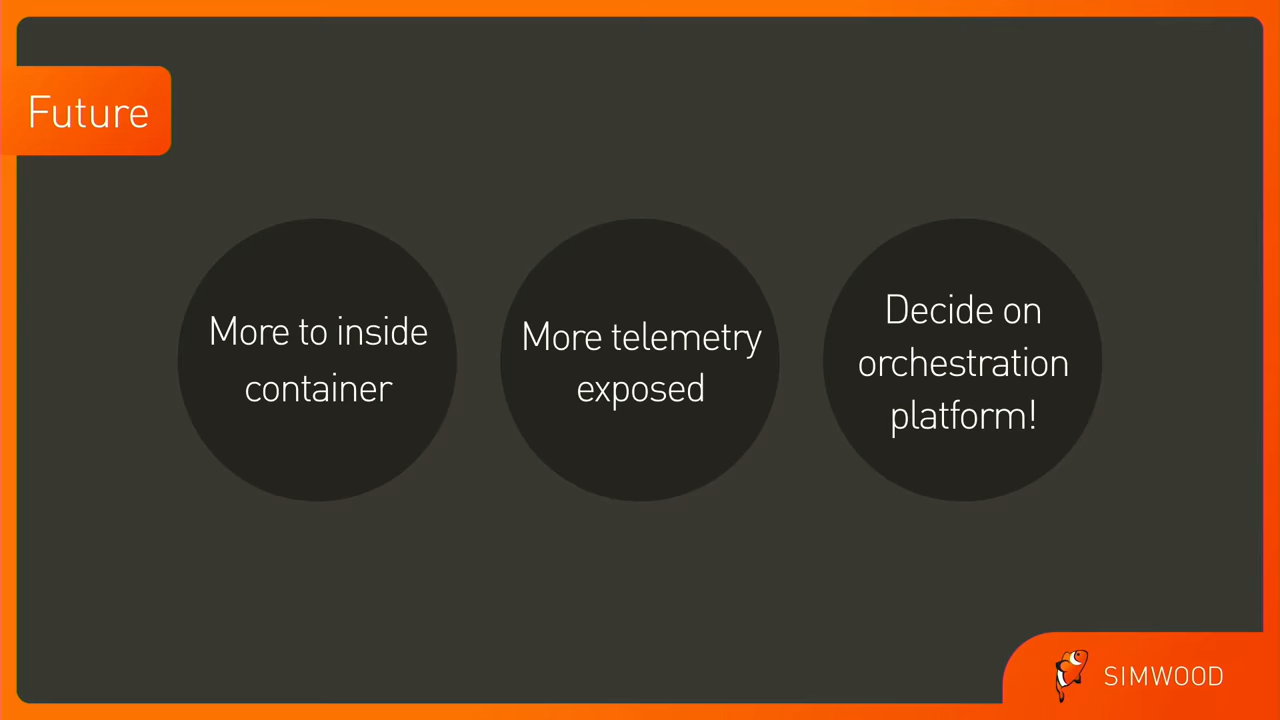 Future
More to inside
container
More telemetry
exposed
Decide on
orchestration
platform!
SIMWOOD